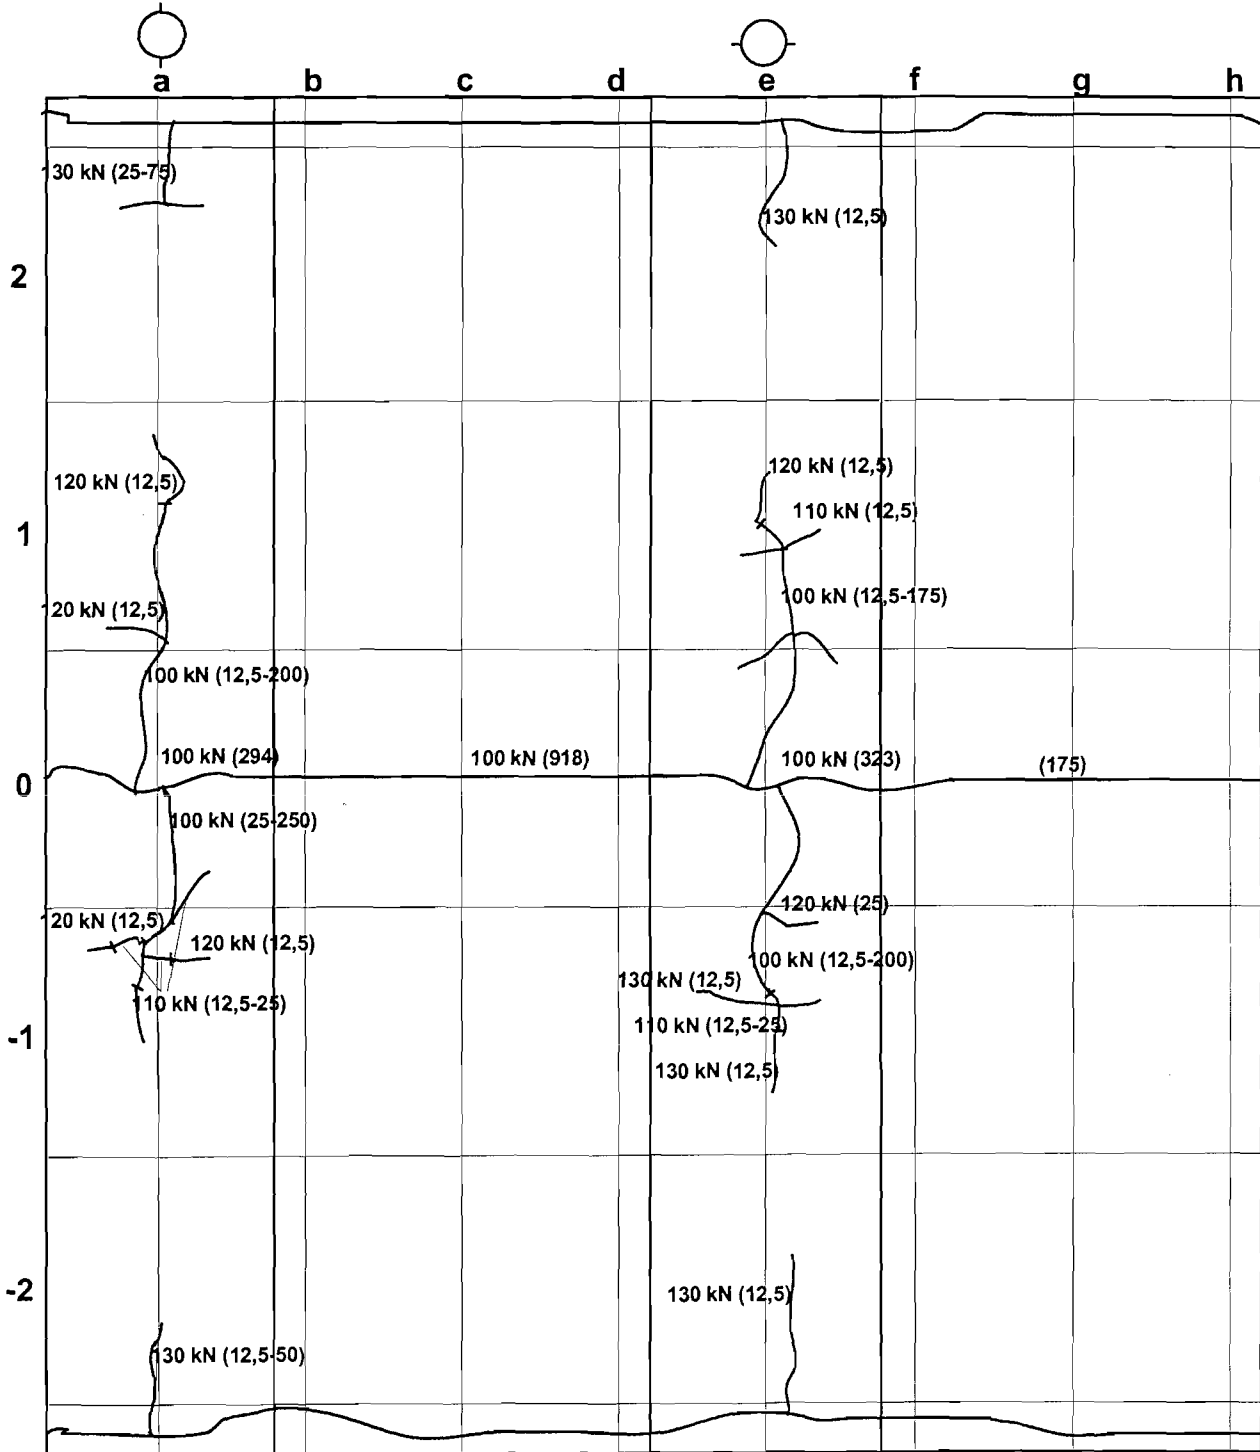 a b c d e f g h
130 kN (25-75)
130 kN (12,5)
2
120 kN (12,5)
120 kN (12,5)
110 kN (12,5)
1
100 kN (12,5-175)
120 kN (12,5)
100 kN (12,5-200)
100 kN (294)
100 kN (918)
100 kN (323)
(175)
0
100 kN (25-250)
120 kN (25)
120 kN (12,5)
120 kN (12,5)
100 kN (12,5-200)
130 kN (12,5)
110 kN (12,5-25)
110 kN (12,5-25)
-1
130 kN (12,5)
-2
130 kN (12,5)
130 kN (12,5-50)